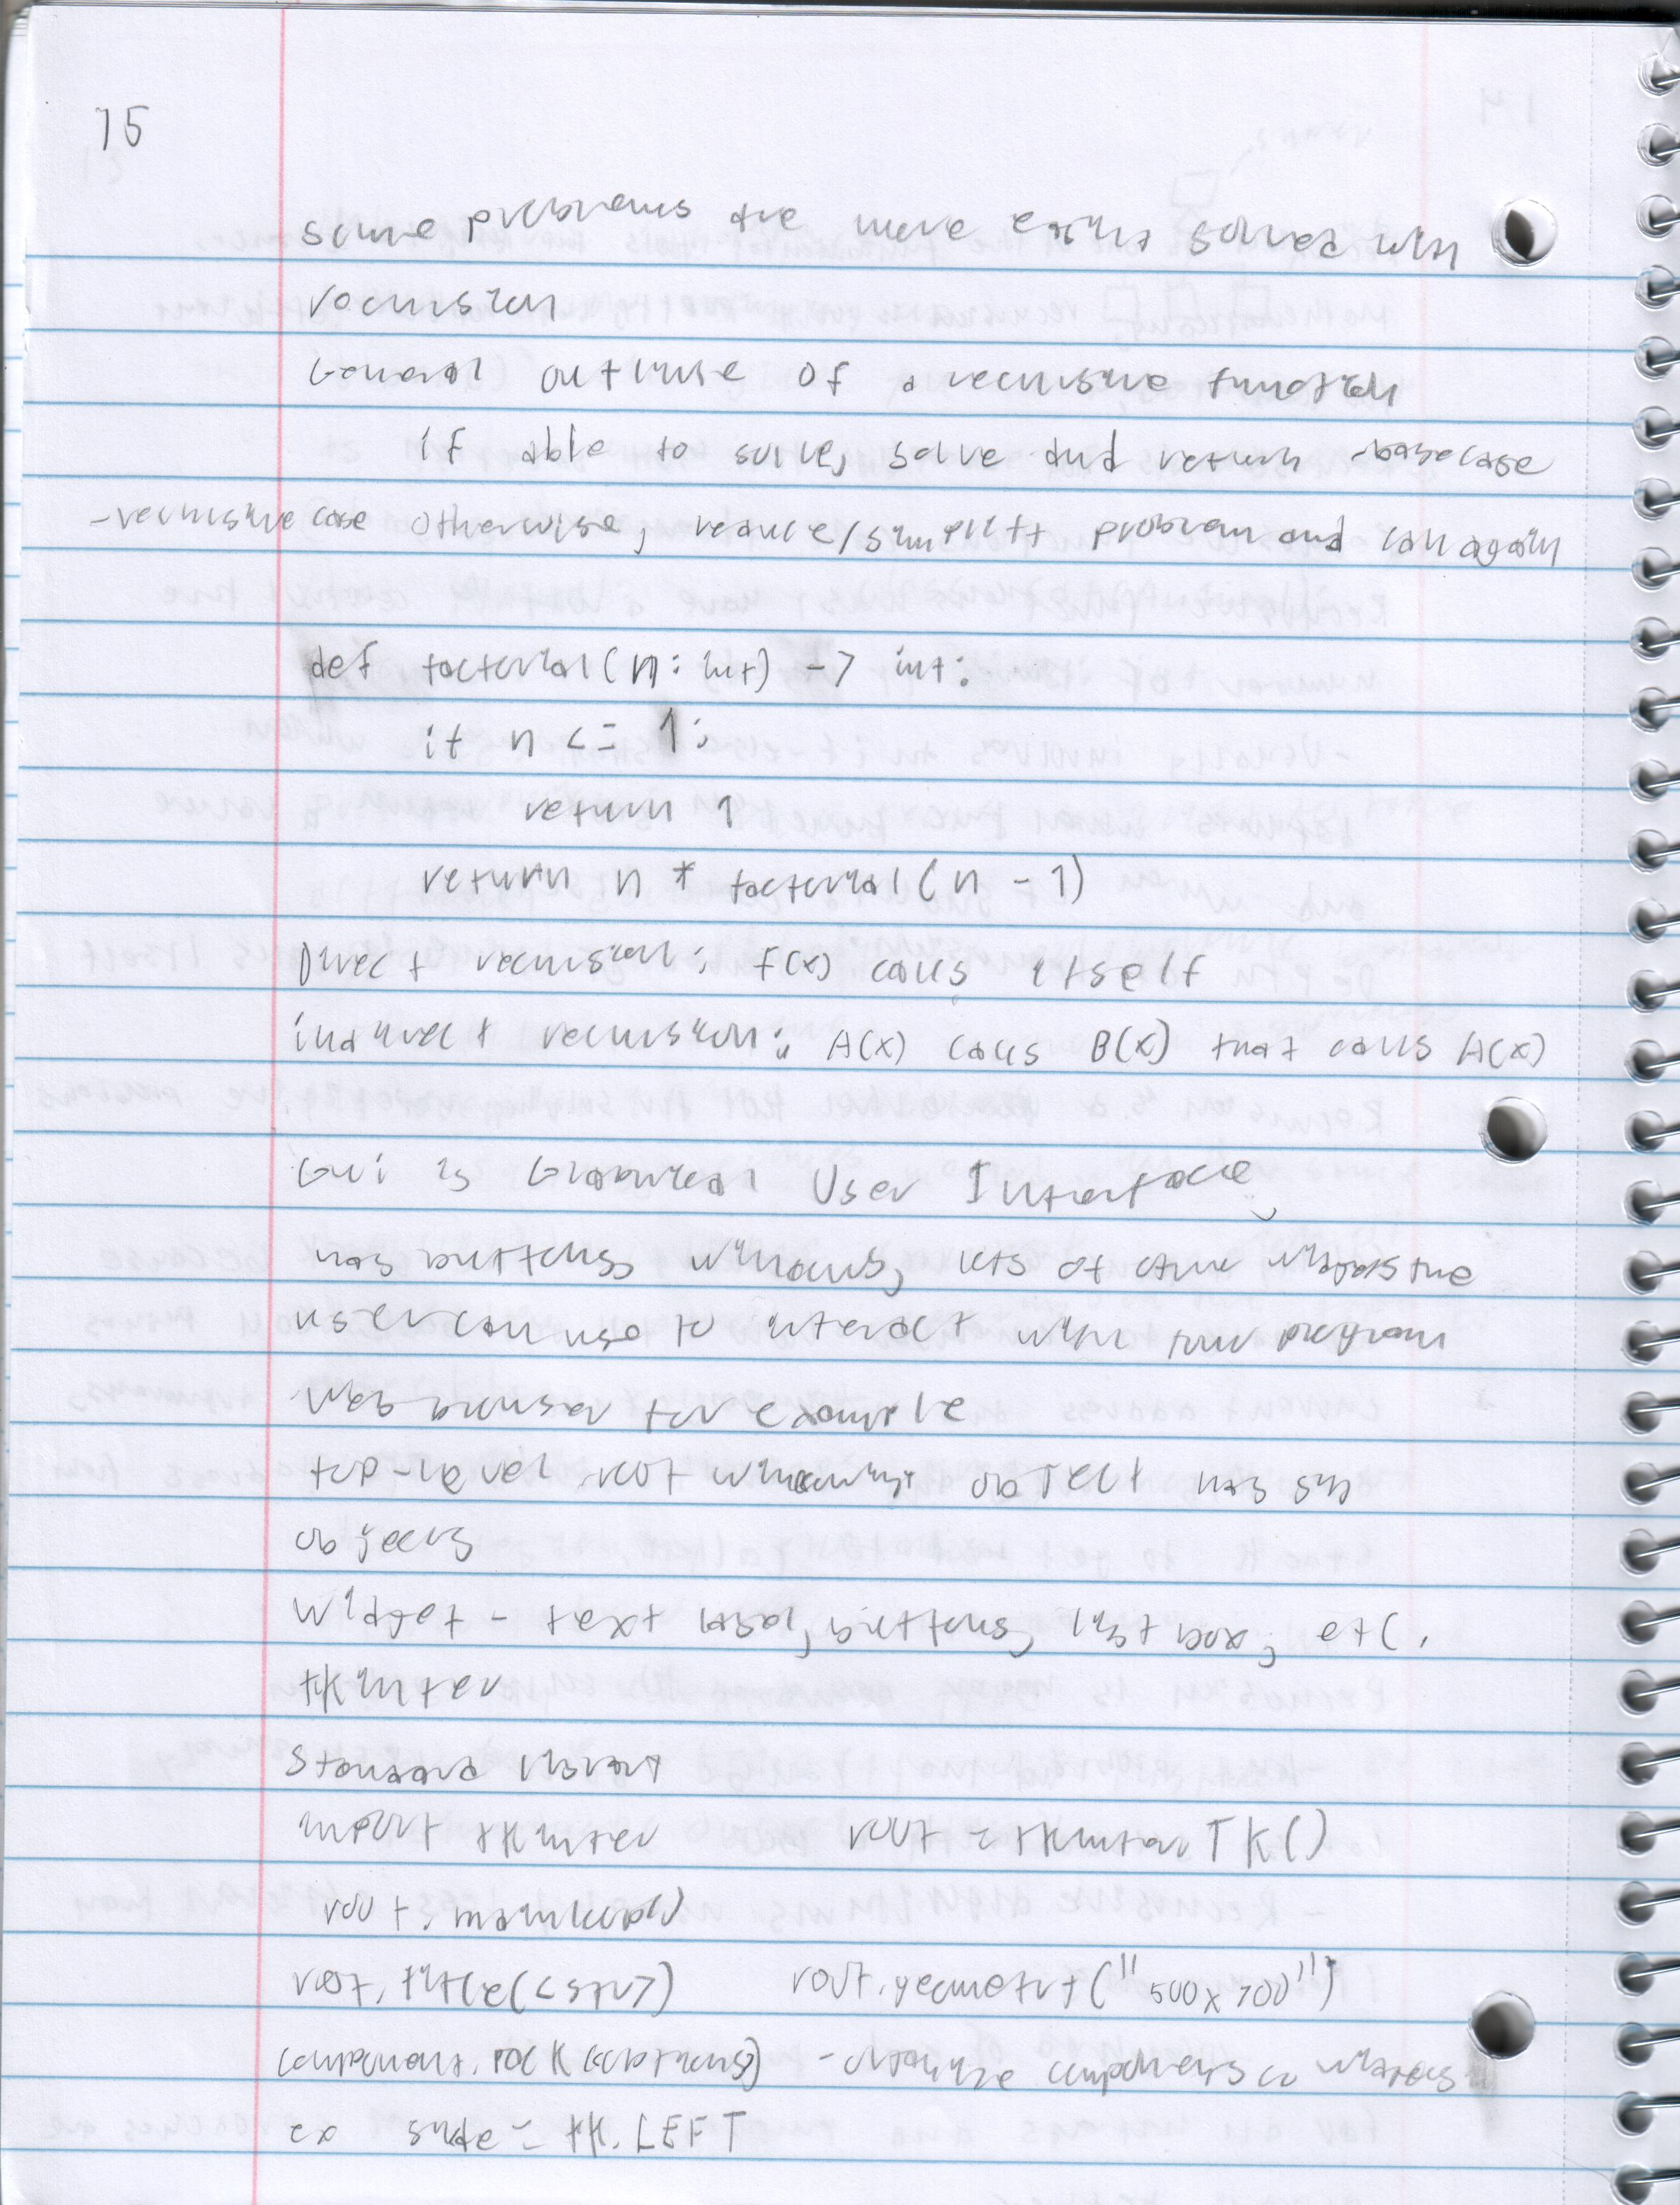 15
some problems are more easily solved with
recursion
General outline of a recursive function
if able to solve, solve and return -base case
-recursive case otherwise, reduce/simplify problem and call again
def factorial(n: int) -> int:
if n <= 1:
return 1
return n * factorial(n - 1)
Direct recursion: f(x) calls itself
indirect recursion: A(x) calls B(x) that calls A(x)
GUI is Graphical User Interface
has buttons, windows, lots of other widgets the
user can use to interact with the program
Web browser for example
top-level root window object has sub
objects
Widget - text label, buttons, list box, etc.
tkinter
Standard library
import tkinter root = tkinter.TK()
root.mainloop()
root.title(<str>) root.geometry("500x700")
component.pack(<options>) - organize components widgets
ex side = tk.LEFT